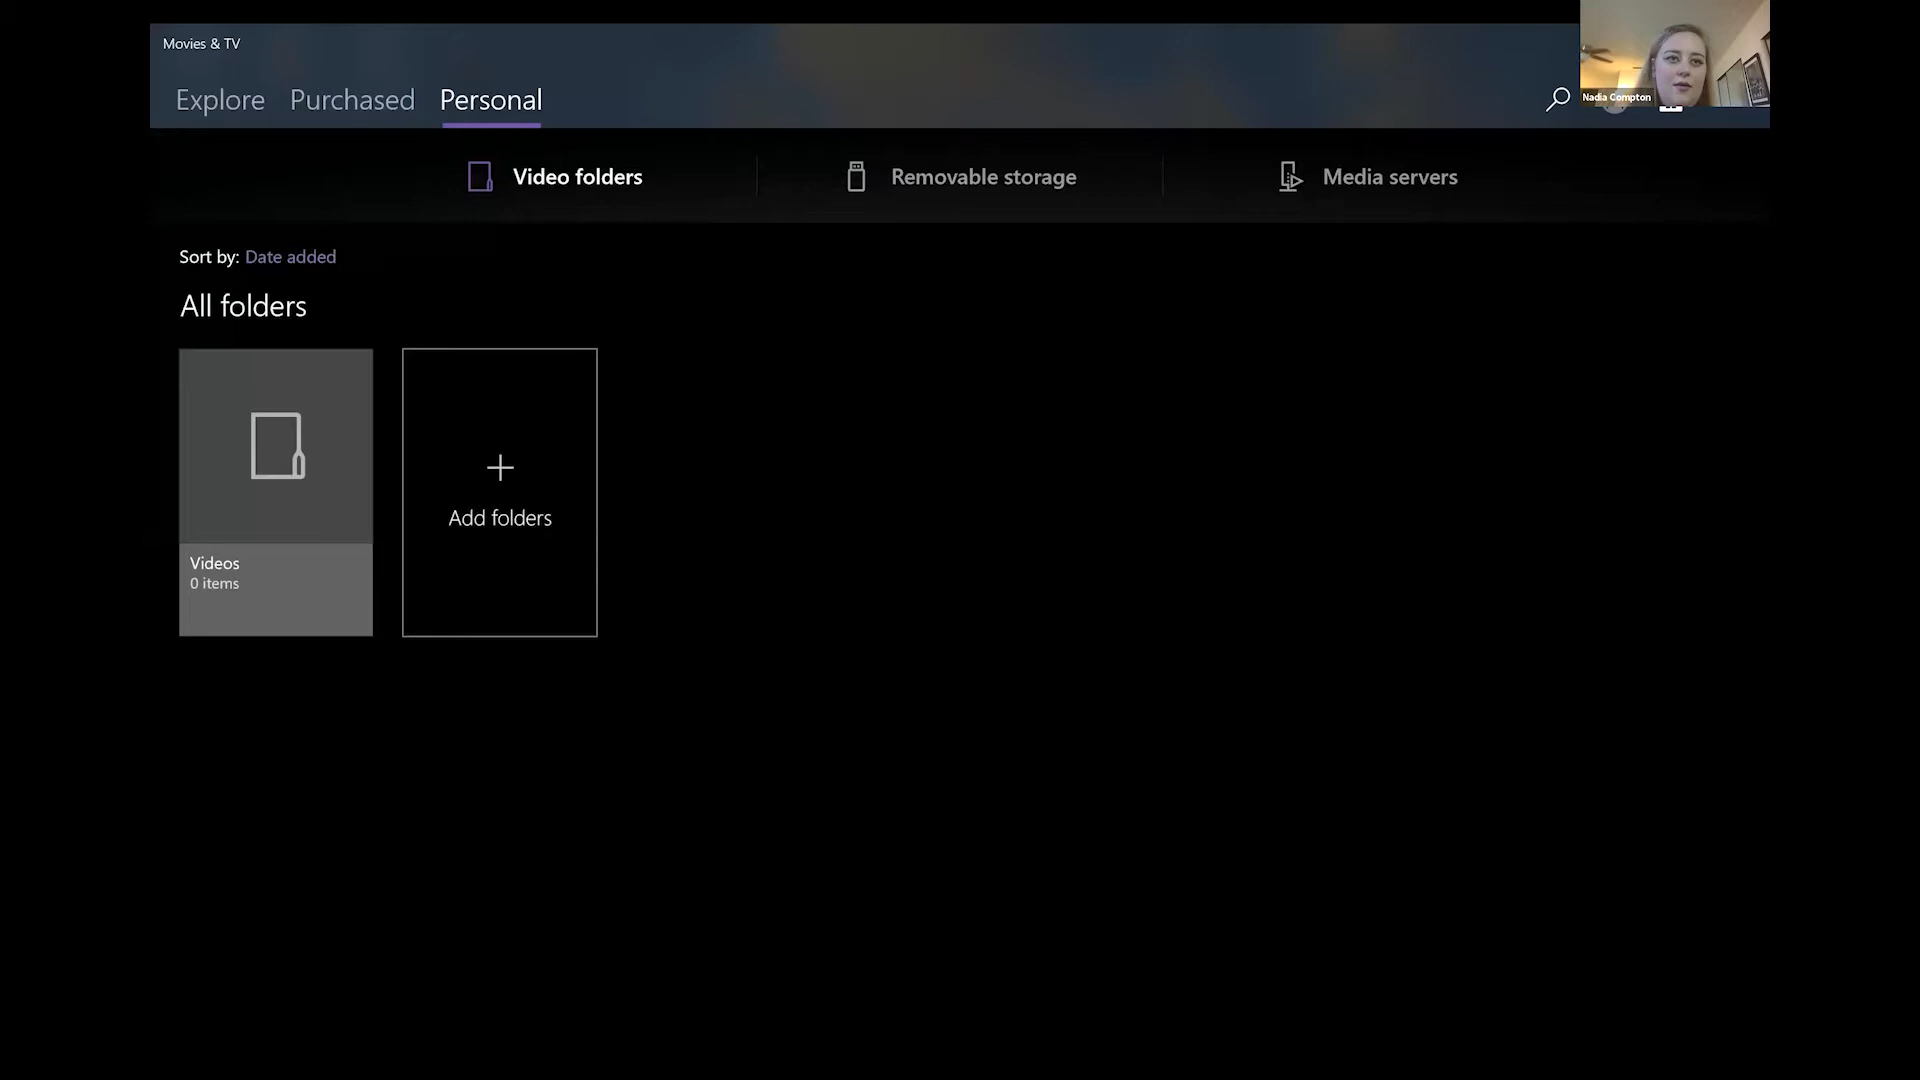 Movies & TV
Explore Purchased Personal
Nadia Compton
Video folders Removable storage Media servers
Sort by: Date added
All folders
Add folders
Videos
0 items